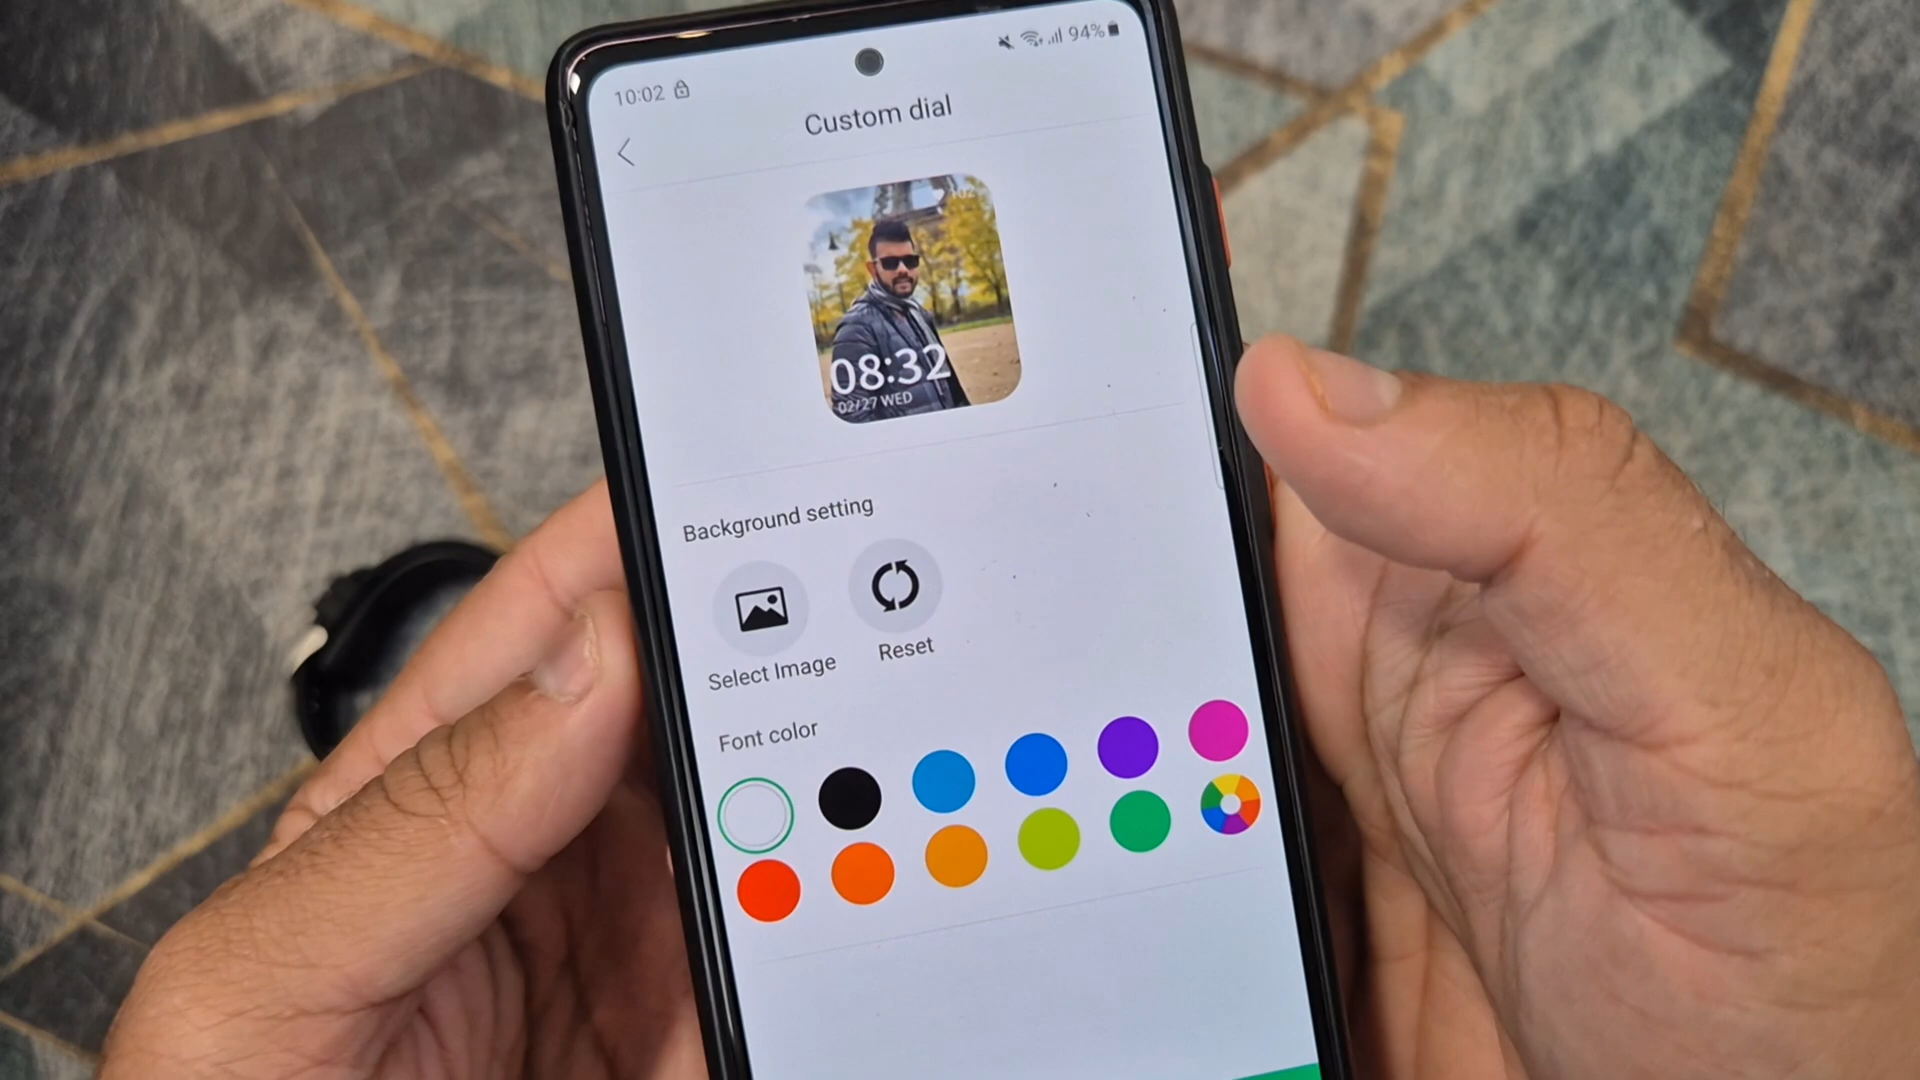 10:02
94%
Custom dial
08:32
02/27 WED
Background setting
Select Image
Reset
Font color